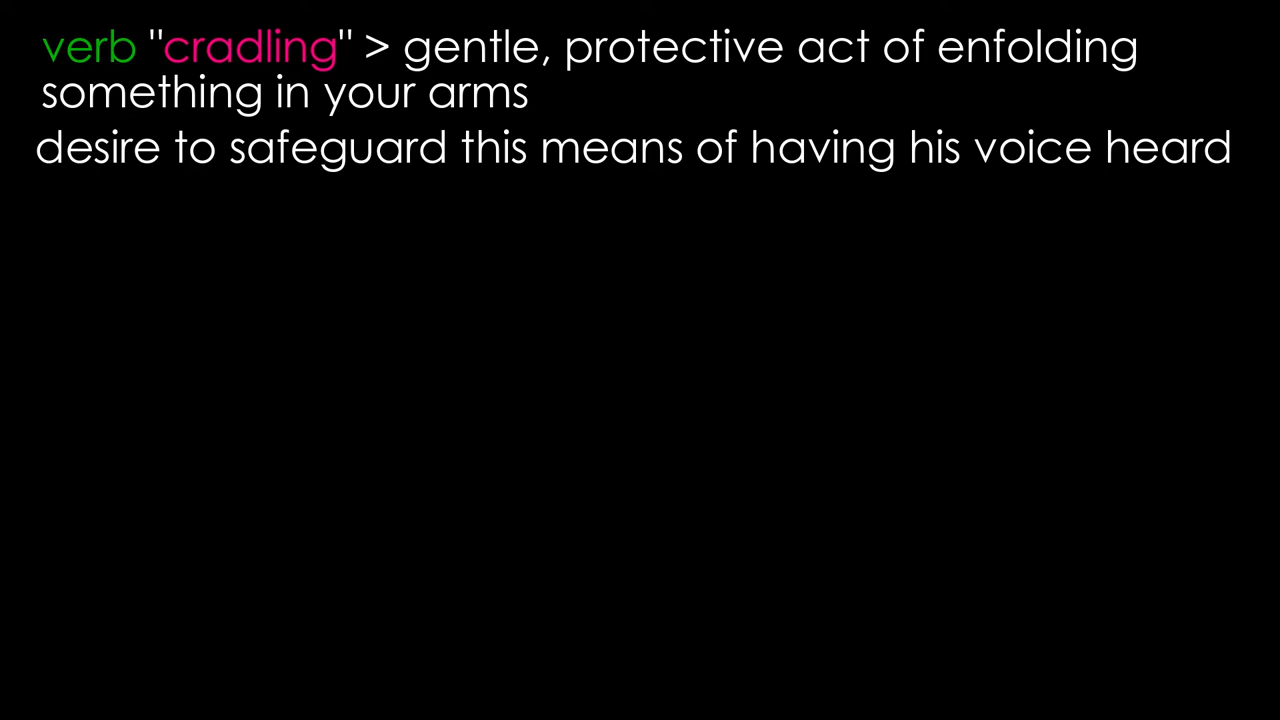 verb "cradling" > gentle, protective act of enfolding
something in your arms
desire to safeguard this means of having his voice heard